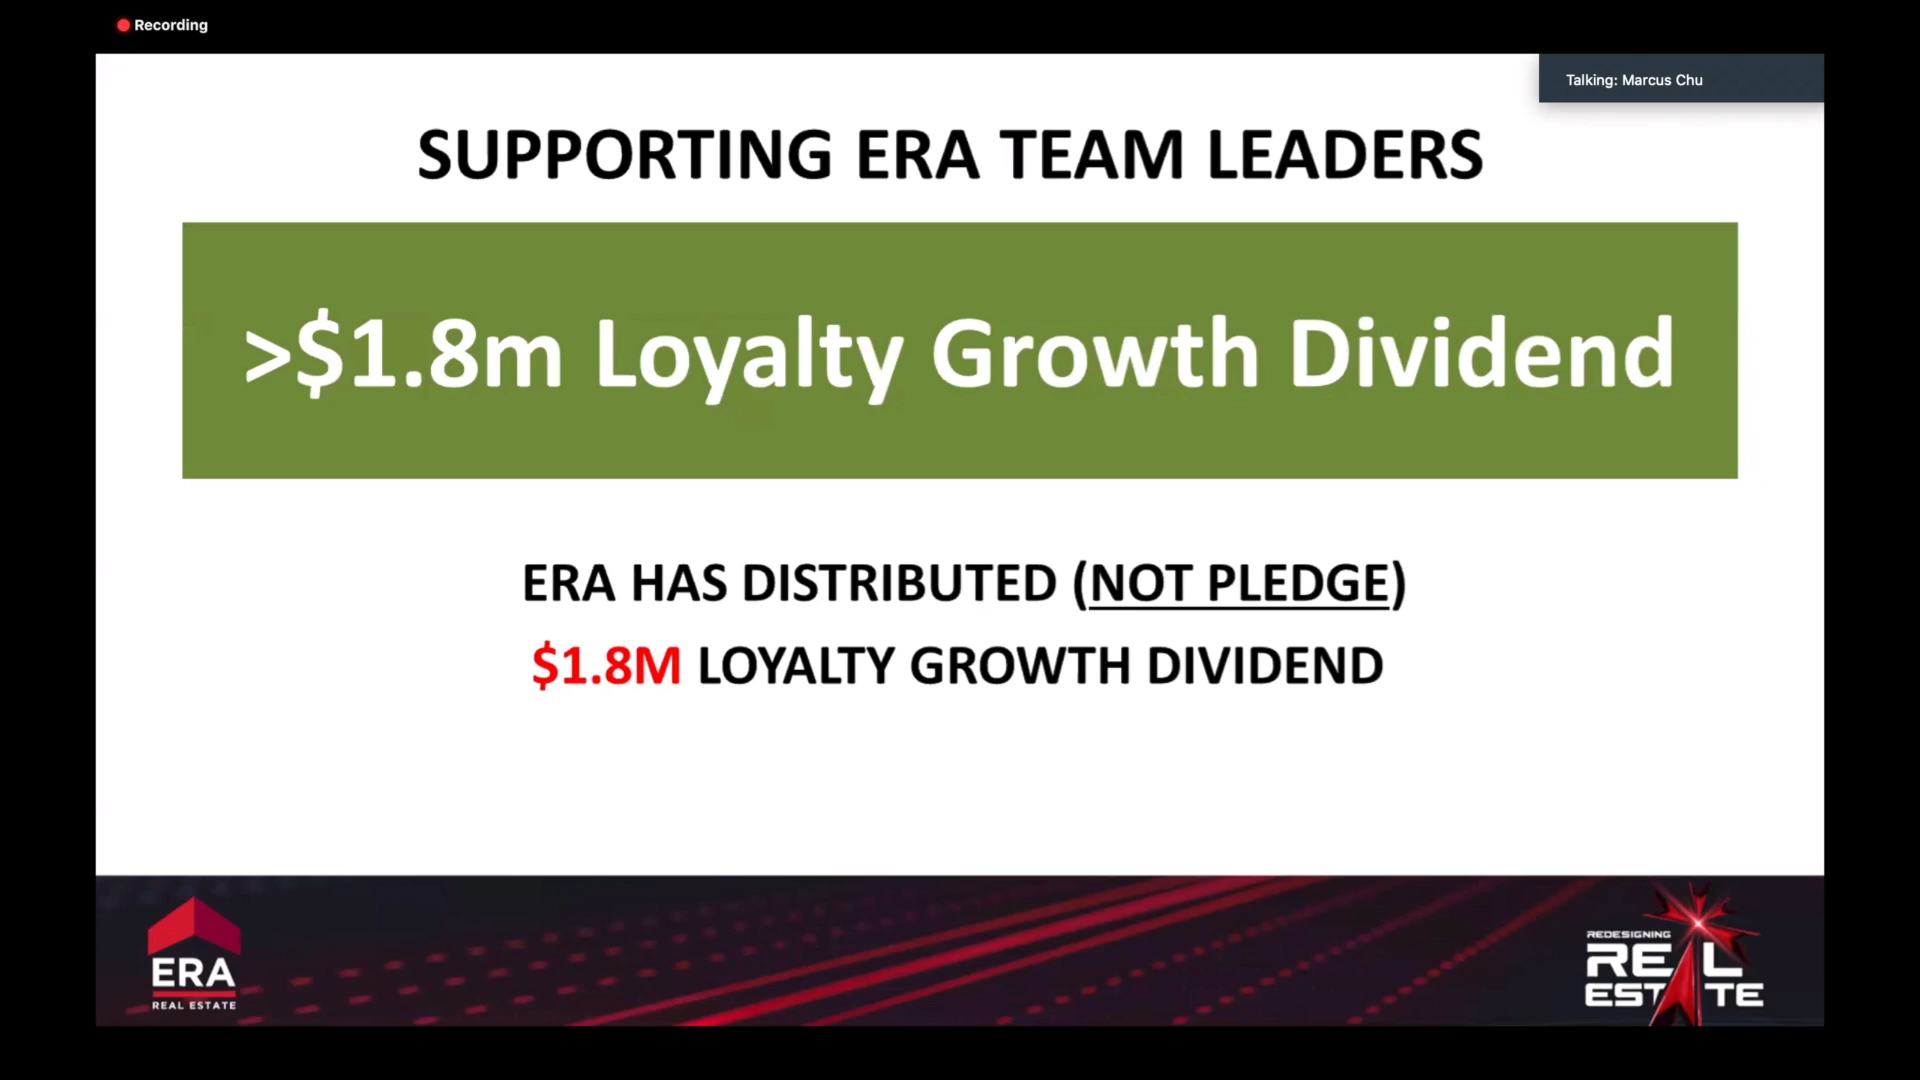 Recording
Talking: Marcus Chu
SUPPORTING ERA TEAM LEADERS
>$1.8m Loyalty Growth Dividend
ERA HAS DISTRIBUTED (NOT PLEDGE)
$1.8M LOYALTY GROWTH DIVIDEND
ERA
REAL ESTATE
REDESIGNING
REAL
ESTATE